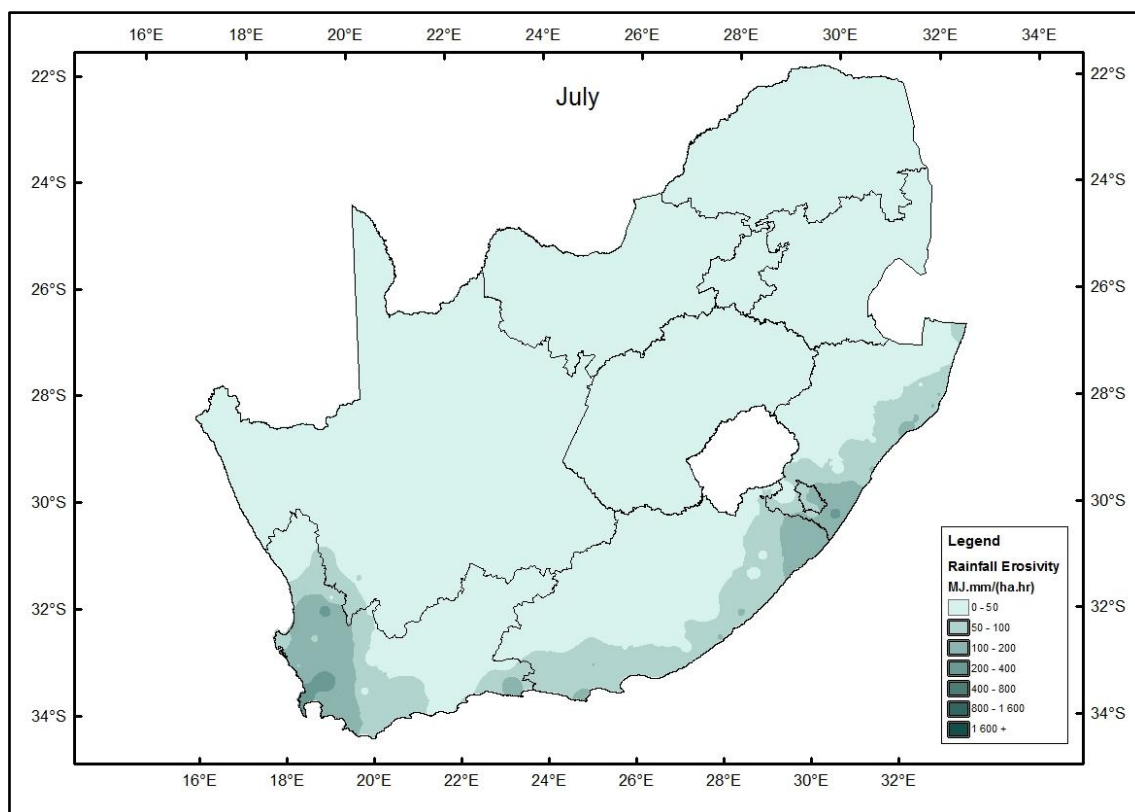 16°E 18°E 20°E 22°E 24°E 26°E 28°E 30°E 32°E 14°E
July
22°S 22°S
24°S 24°S
26°S 26°S
28°S 28°S
30°S 30°S
32°S 32°S
34°S 34°S
Legend
Rainfall Erosivity
MJ.mm/(ha.hr)
0 - 50
50 - 100
100 - 200
200 - 400
400 - 800
800 - 1 600
1 600 +
16°E 18°E 20°E 22°E 24°E 26°E 28°E 30°E 32°E